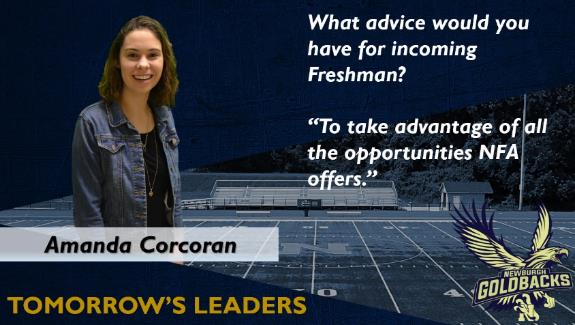 What advice would you
have for incoming
Freshman?
“To take advantage of all
the opportunities NFA
offers.”
Amanda Corcoran
NEWBURGH
GOLDBACKS
TOMORROW’S LEADERS